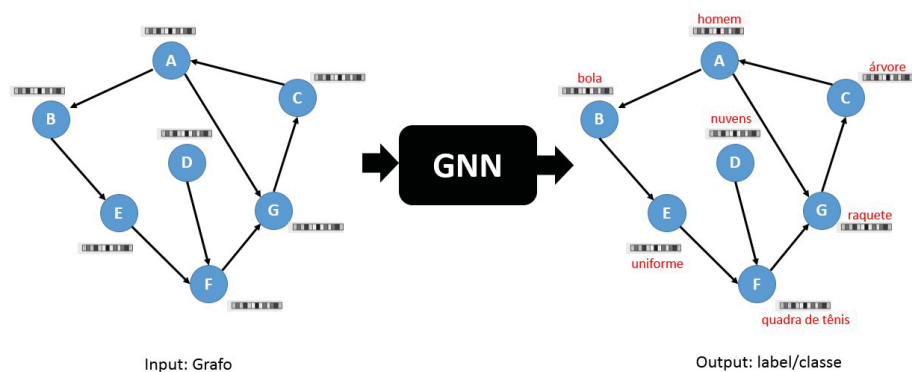 A
B
C
D
E
G
F
Input: Grafo
GNN
homem
A
bola
B
árvore
C
nuvens
D
E
G
raquete
uniforme
F
quadra de tênis
Output: label/classe